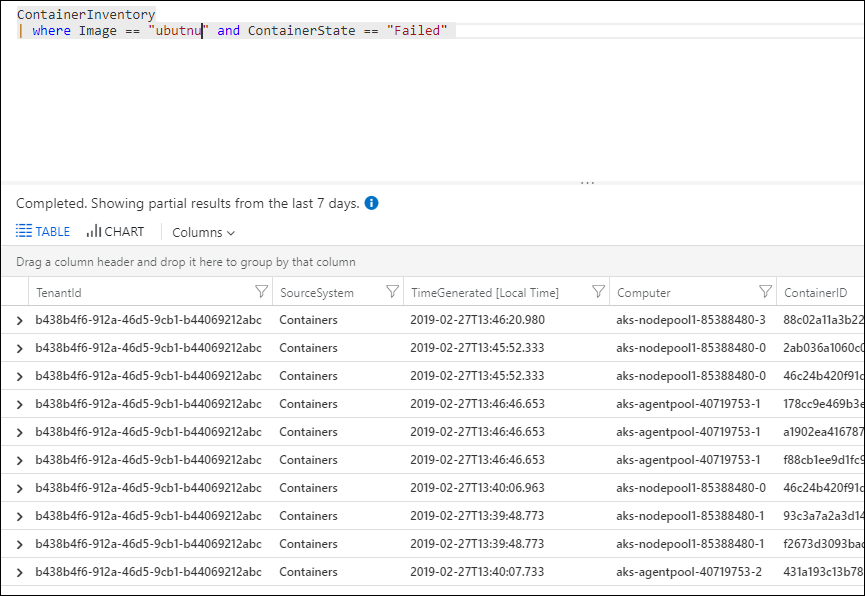 ContainerInventory
| where Image == "ubutnu" and ContainerState == "Failed"
...
Completed. Showing partial results from the last 7 days.
TABLE CHART Columns
Drag a column header and drop it here to group by that column
TenantId SourceSystem TimeGenerated [Local Time] Computer ContainerID
b438b4f6-912a-46d5-9cb1-b44069212abc Containers 2019-02-27T13:46:20.980 aks-nodepool1-85388480-3 88c02a11a3b22
b438b4f6-912a-46d5-9cb1-b44069212abc Containers 2019-02-27T13:45:52.333 aks-nodepool1-85388480-0 2ab036a1060c0
b438b4f6-912a-46d5-9cb1-b44069212abc Containers 2019-02-27T13:45:52.333 aks-nodepool1-85388480-0 46c24b420f91c
b438b4f6-912a-46d5-9cb1-b44069212abc Containers 2019-02-27T13:46:46.653 aks-agentpool-40719753-1 178cc9e469b3e
b438b4f6-912a-46d5-9cb1-b44069212abc Containers 2019-02-27T13:46:46.653 aks-agentpool-40719753-1 a1902ea416787
b438b4f6-912a-46d5-9cb1-b44069212abc Containers 2019-02-27T13:46:46.653 aks-agentpool-40719753-1 f88cb1ee9d1fc9
b438b4f6-912a-46d5-9cb1-b44069212abc Containers 2019-02-27T13:40:06.963 aks-nodepool1-85388480-0 46c24b420f91c
b438b4f6-912a-46d5-9cb1-b44069212abc Containers 2019-02-27T13:39:48.773 aks-nodepool1-85388480-1 93c3a7a2a3d14
b438b4f6-912a-46d5-9cb1-b44069212abc Containers 2019-02-27T13:39:48.773 aks-nodepool1-85388480-1 f2673d3093bac
b438b4f6-912a-46d5-9cb1-b44069212abc Containers 2019-02-27T13:40:07.733 aks-agentpool-40719753-2 431a193c13b78